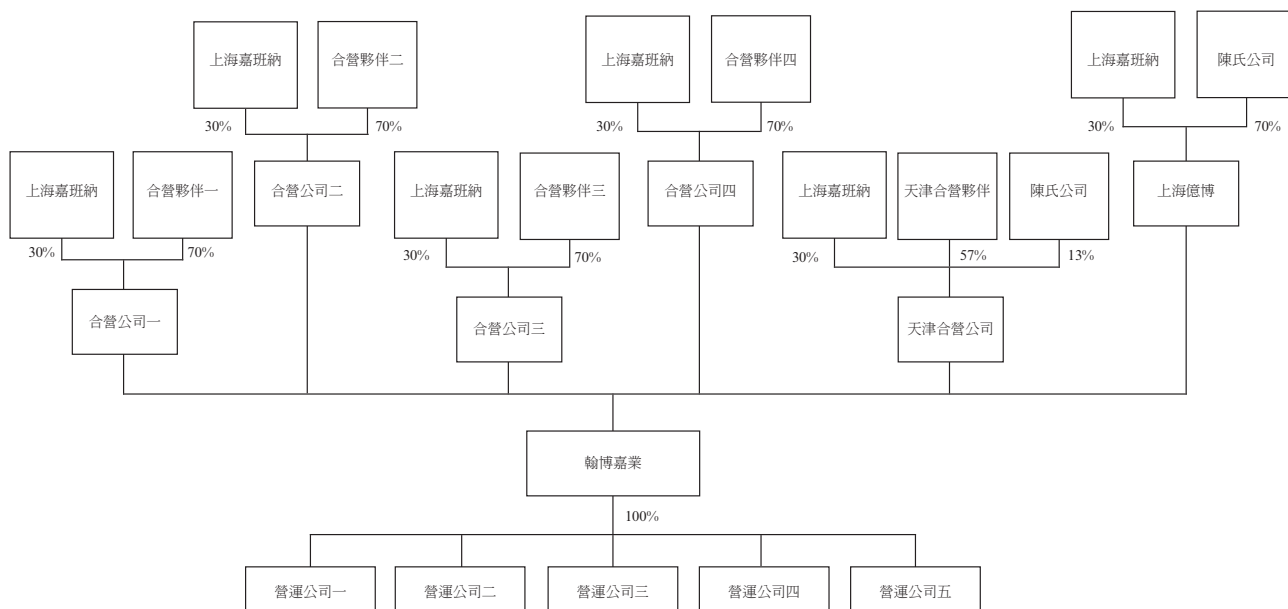 上海嘉班納
合營夥伴二
上海嘉班納
合營夥伴四
上海嘉班納
陳氏公司
30%
70%
30%
70%
30%
70%
上海嘉班納
合營夥伴一
合營公司二
上海嘉班納
合營夥伴三
合營公司四
上海嘉班納
天津合營夥伴
陳氏公司
上海億博
30%
70%
30%
70%
30%
57%
13%
合營公司一
合營公司三
天津合營公司
翰博嘉業
100%
營運公司一
營運公司二
營運公司三
營運公司四
營運公司五